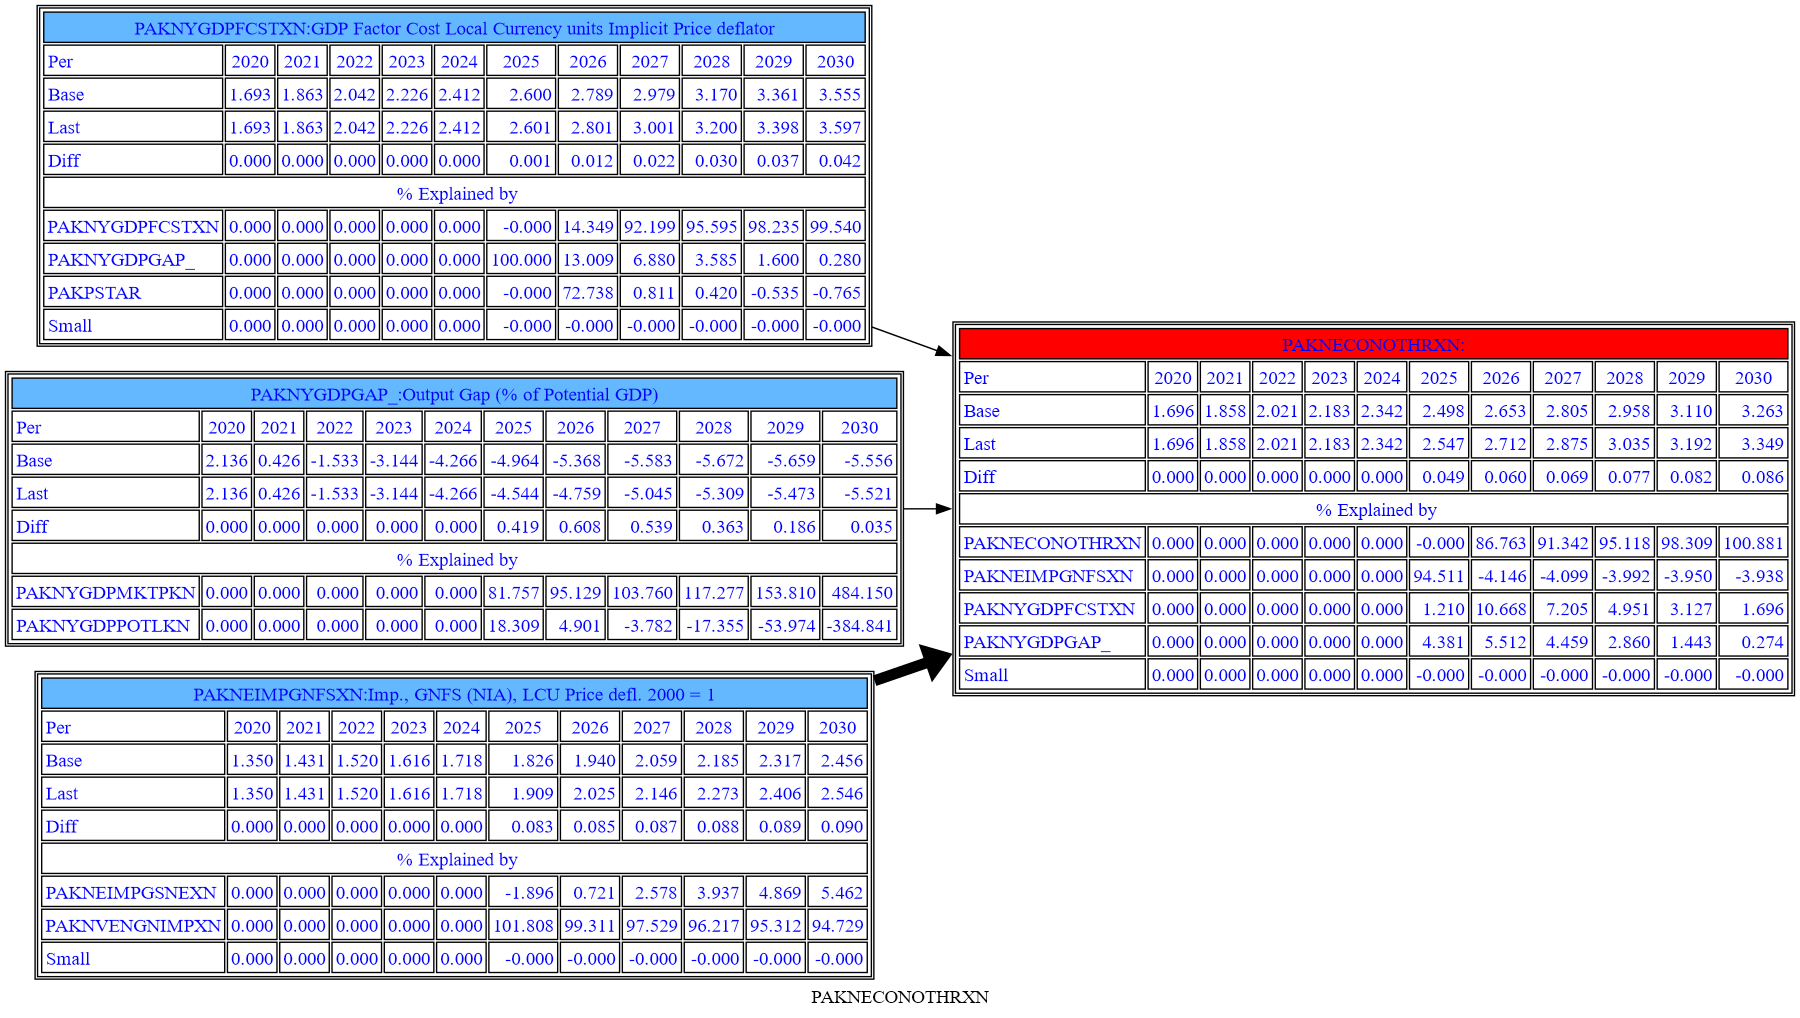 PAKNYGDPFCSTXN:GDP Factor Cost Local Currency units Implicit Price deflator
Per 2020 2021 2022 2023 2024 2025 2026 2027 2028 2029 2030
Base 1.693 1.863 2.042 2.226 2.412 2.600 2.789 2.979 3.170 3.361 3.555
Last 1.693 1.863 2.042 2.226 2.412 2.601 2.801 3.001 3.200 3.398 3.597
Diff 0.000 0.000 0.000 0.000 0.000 0.001 0.012 0.022 0.030 0.037 0.042
% Explained by
PAKNYGDPFCSTXN 0.000 0.000 0.000 0.000 0.000 -0.000 14.349 92.199 95.595 98.235 99.540
PAKNYGDPGAP_ 0.000 0.000 0.000 0.000 0.000 100.000 13.009 6.880 3.585 1.600 0.280
PAKPSTAR 0.000 0.000 0.000 0.000 0.000 -0.000 72.738 0.811 0.420 -0.535 -0.765
Small 0.000 0.000 0.000 0.000 0.000 -0.000 -0.000 -0.000 -0.000 -0.000 -0.000
PAKNYGDPGAP_:Output Gap (% of Potential GDP)
Per 2020 2021 2022 2023 2024 2025 2026 2027 2028 2029 2030
Base 2.136 0.426 -1.533 -3.144 -4.266 -4.964 -5.368 -5.583 -5.672 -5.659 -5.556
Last 2.136 0.426 -1.533 -3.144 -4.266 -4.544 -4.759 -5.045 -5.309 -5.473 -5.521
Diff 0.000 0.000 0.000 0.000 0.000 0.419 0.608 0.539 0.363 0.186 0.035
% Explained by
PAKNYGDPMKTPKN 0.000 0.000 0.000 0.000 0.000 81.757 95.129 103.760 117.277 153.810 484.150
PAKNYGDPPOTLKN 0.000 0.000 0.000 0.000 0.000 18.309 4.901 -3.782 -17.355 -53.974 -384.841
PAKNEIMPGNFSXN:Imp., GNFS (NIA), LCU Price defl. 2000 = 1
Per 2020 2021 2022 2023 2024 2025 2026 2027 2028 2029 2030
Base 1.350 1.431 1.520 1.616 1.718 1.826 1.940 2.059 2.185 2.317 2.456
Last 1.350 1.431 1.520 1.616 1.718 1.909 2.025 2.146 2.273 2.406 2.546
Diff 0.000 0.000 0.000 0.000 0.000 0.083 0.085 0.087 0.088 0.089 0.090
% Explained by
PAKNEIMPGSNEXN 0.000 0.000 0.000 0.000 0.000 -1.896 0.721 2.578 3.937 4.869 5.462
PAKNVENGNIMPXN 0.000 0.000 0.000 0.000 0.000 101.808 99.311 97.529 96.217 95.312 94.729
Small 0.000 0.000 0.000 0.000 0.000 -0.000 -0.000 -0.000 -0.000 -0.000 -0.000
PAKNECONOTHRXN:
Per 2020 2021 2022 2023 2024 2025 2026 2027 2028 2029 2030
Base 1.696 1.858 2.021 2.183 2.342 2.498 2.653 2.805 2.958 3.110 3.263
Last 1.696 1.858 2.021 2.183 2.342 2.547 2.712 2.875 3.035 3.192 3.349
Diff 0.000 0.000 0.000 0.000 0.000 0.049 0.060 0.069 0.077 0.082 0.086
% Explained by
PAKNECONOTHRXN 0.000 0.000 0.000 0.000 0.000 -0.000 86.763 91.342 95.118 98.309 100.881
PAKNEIMPGNFSXN 0.000 0.000 0.000 0.000 0.000 94.511 -4.146 -4.099 -3.992 -3.950 -3.938
PAKNYGDPFCSTXN 0.000 0.000 0.000 0.000 0.000 1.210 10.668 7.205 4.951 3.127 1.696
PAKNYGDPGAP_ 0.000 0.000 0.000 0.000 0.000 4.381 5.512 4.459 2.860 1.443 0.274
Small 0.000 0.000 0.000 0.000 0.000 -0.000 -0.000 -0.000 -0.000 -0.000 -0.000
PAKNECONOTHRXN